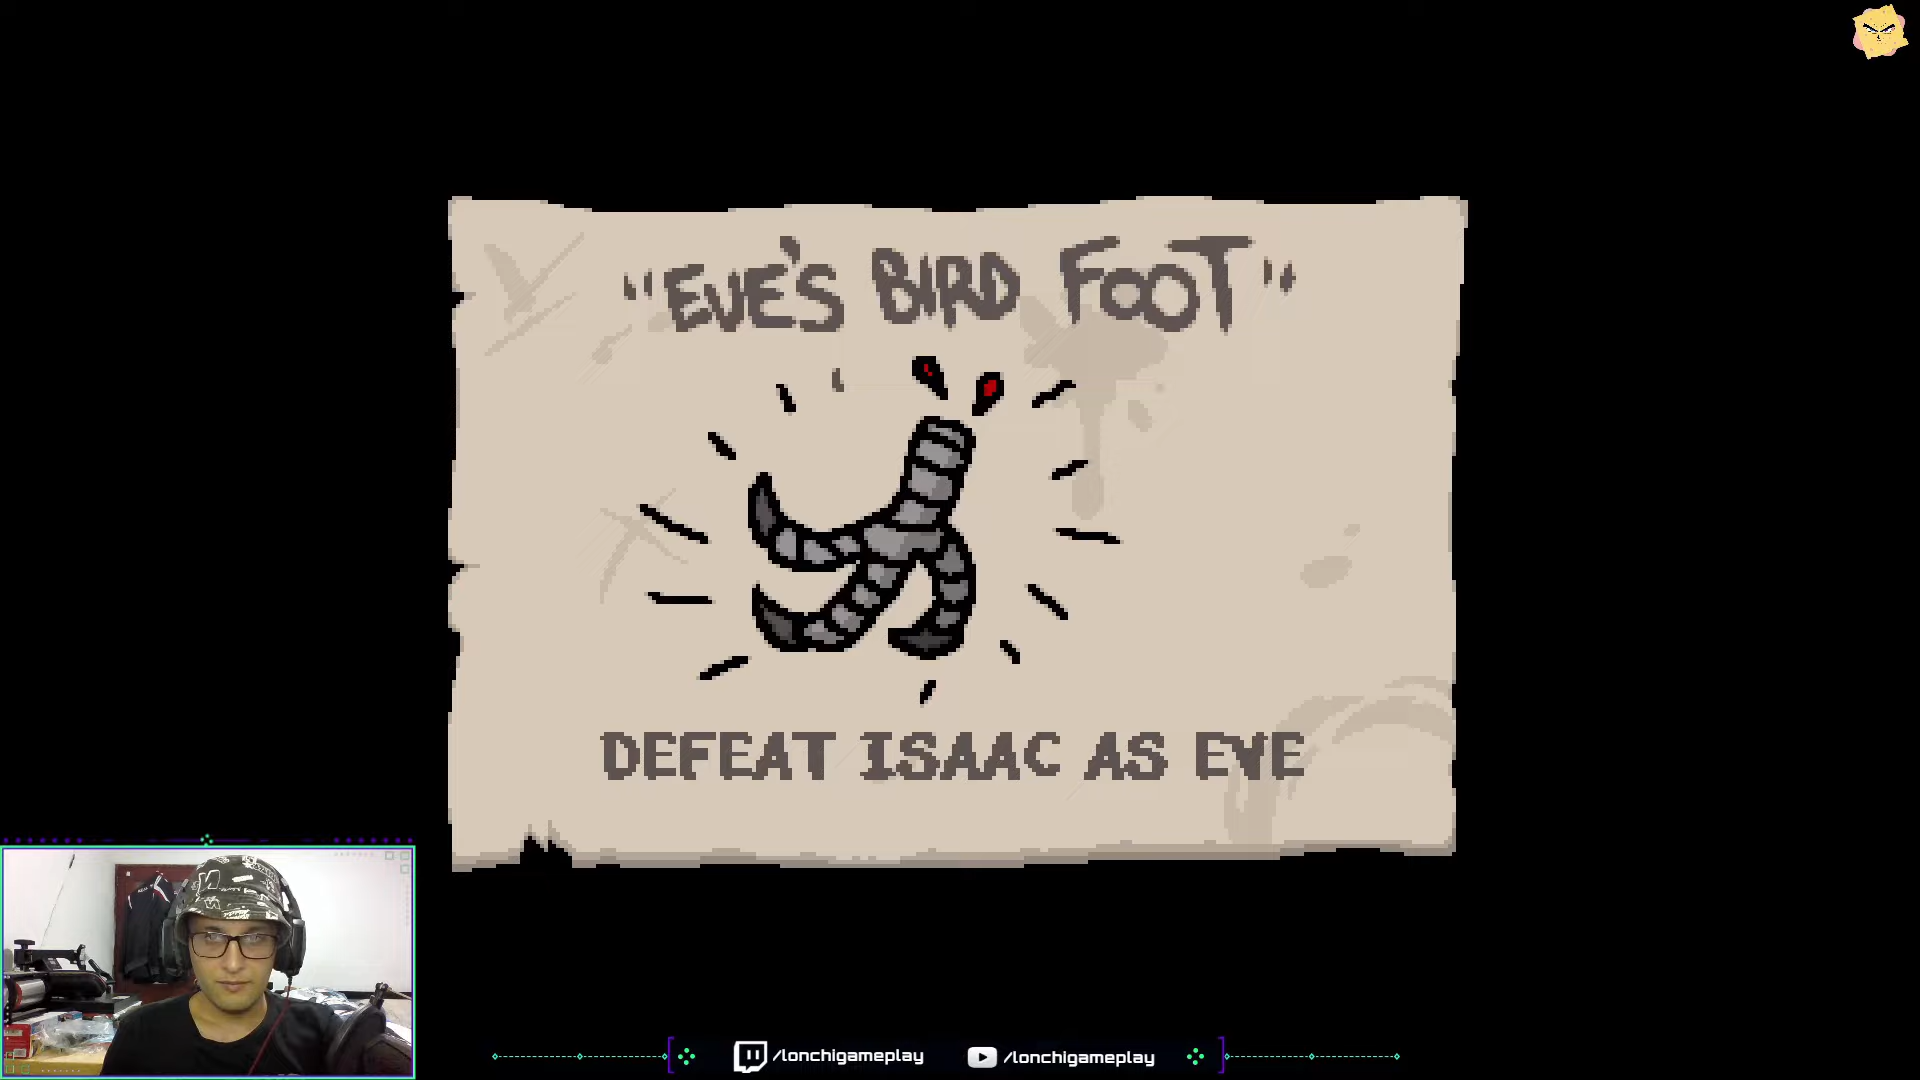 "EVE'S BIRD FOOT"
DEFEAT ISAAC AS EVE
/lonchigameplay
/lonchigameplay